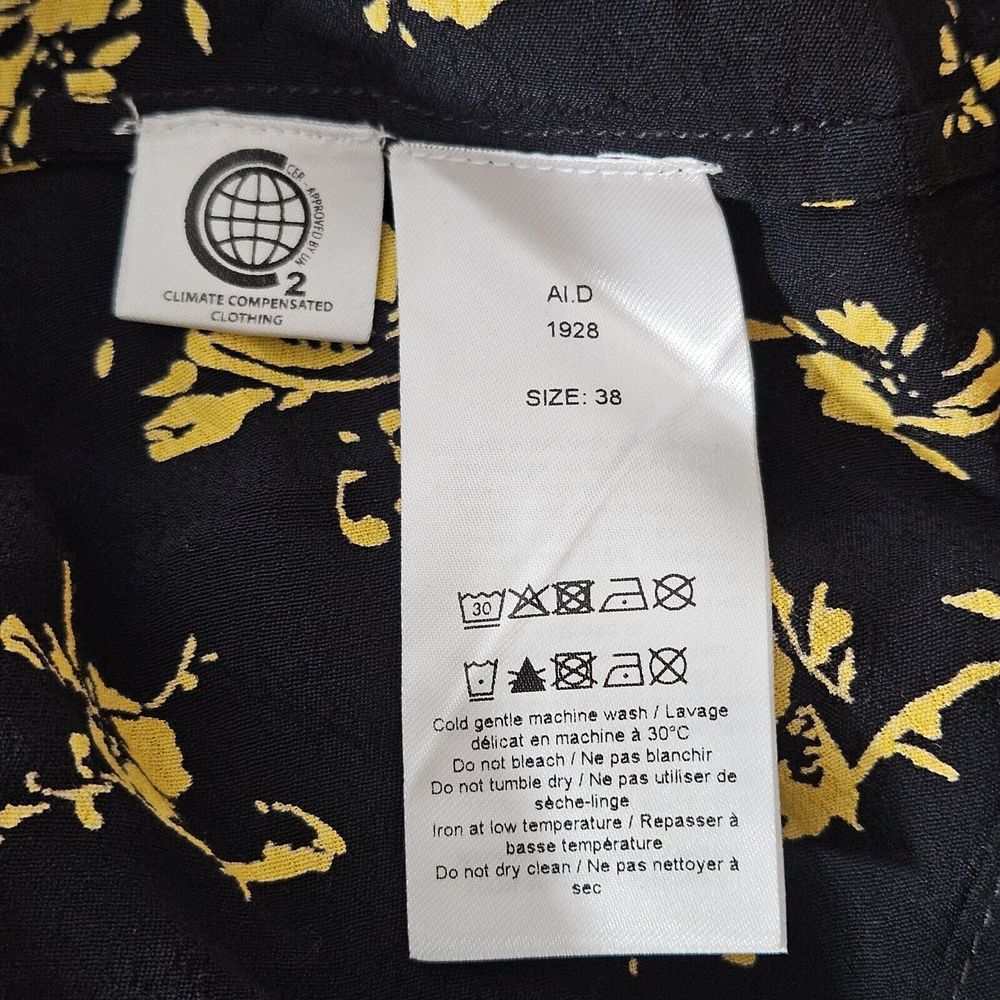 CER - APPROVED BY UN
2
CLIMATE COMPENSATED
CLOTHING
AI.D
1928
SIZE: 38
30
Cold gentle machine wash / Lavage
délicat en machine à 30°C
Do not bleach / Ne pas blanchir
Do not tumble dry / Ne pas utiliser de
sèche-linge
Iron at low temperature / Repasser à
basse température
Do not dry clean / Ne pas nettoyer à
sec